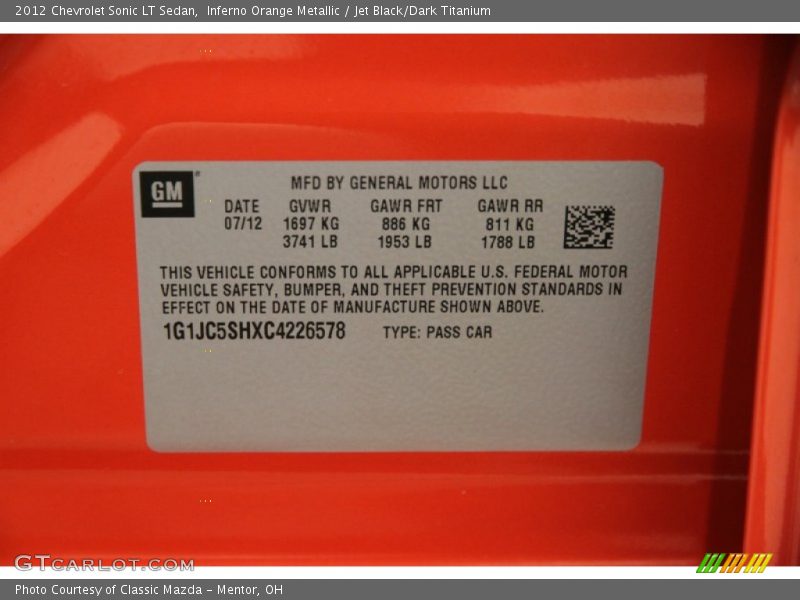 2012 Chevrolet Sonic LT Sedan, Inferno Orange Metallic / Jet Black/Dark Titanium
GM®
MFD BY GENERAL MOTORS LLC
DATE GVWR GAWR FRT GAWR RR
07/12 1697 KG 886 KG 811 KG
3741 LB 1953 LB 1788 LB
THIS VEHICLE CONFORMS TO ALL APPLICABLE U.S. FEDERAL MOTOR
VEHICLE SAFETY, BUMPER, AND THEFT PREVENTION STANDARDS IN
EFFECT ON THE DATE OF MANUFACTURE SHOWN ABOVE.
1G1JC5SHXC4226578 TYPE: PASS CAR
GTCARLOT.COM
Photo Courtesy of Classic Mazda - Mentor, OH